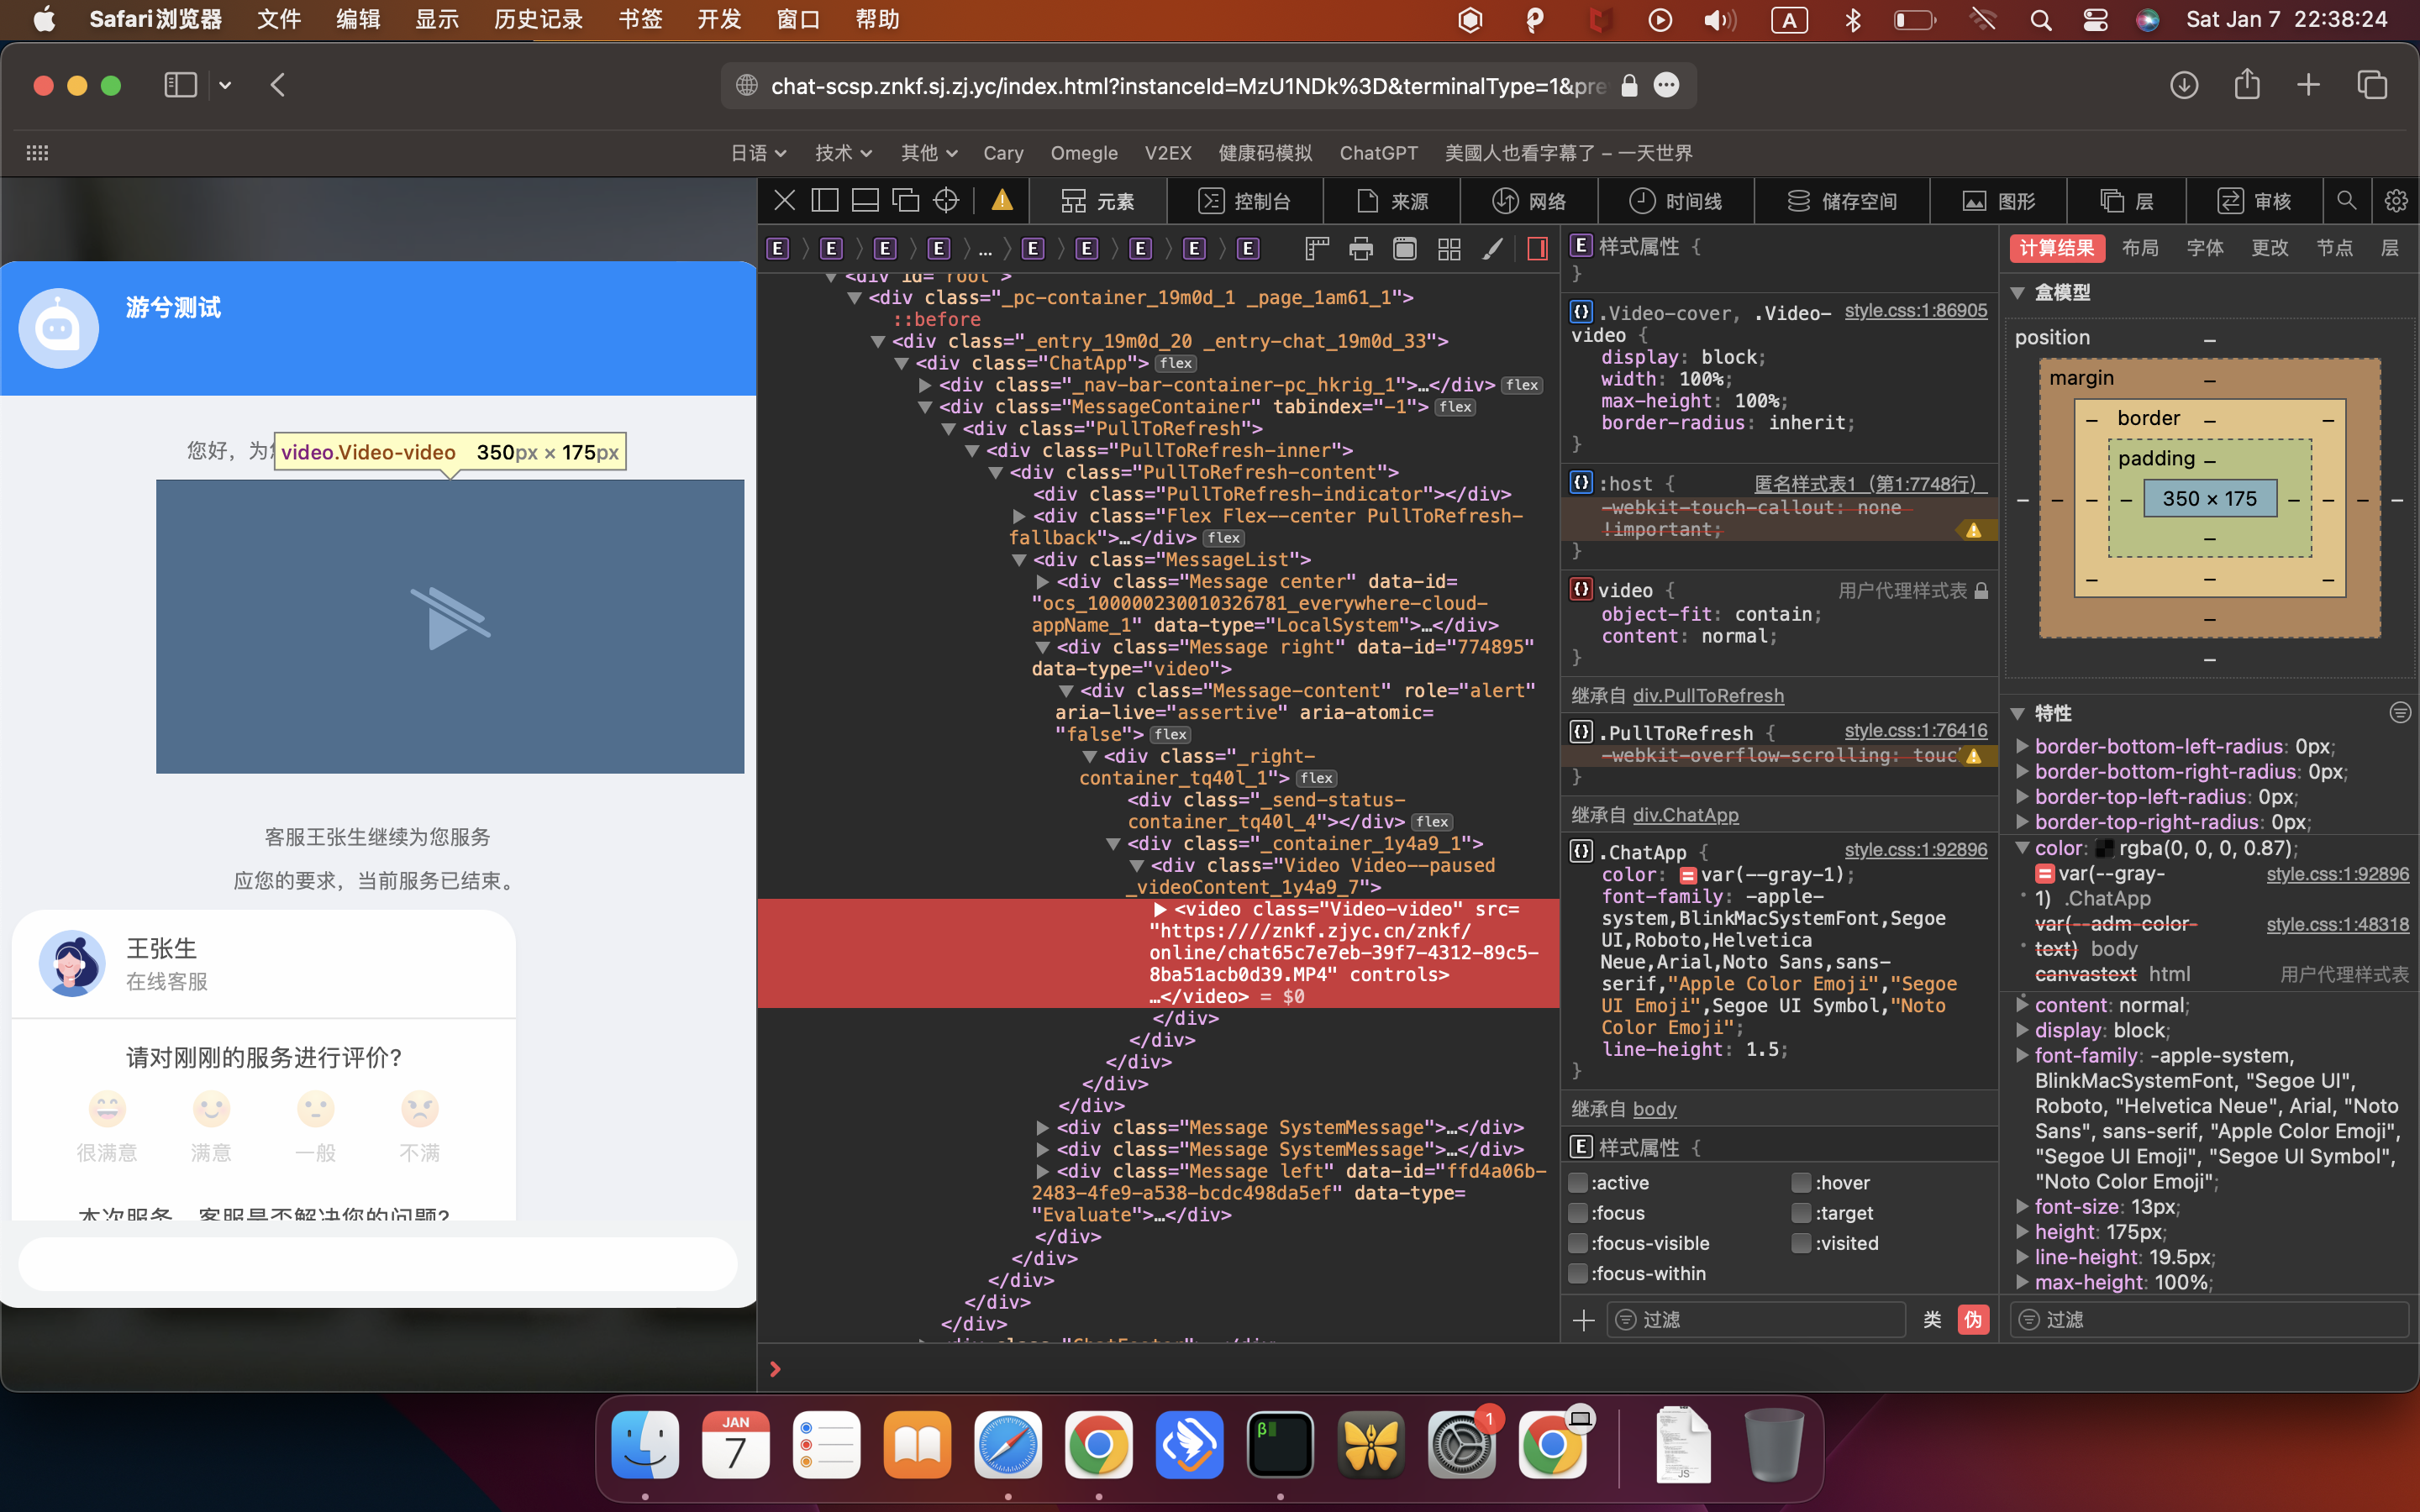 Safari浏览器 文件 编辑 显示 历史记录 书签 开发 窗口 帮助 A Sat Jan 7 22:38:24
chat-scsp.znkf.sj.zj.yc/index.html?instanceId=MzU1NDk%3D&terminalType=1&pre
日语 技术 其他 Cary Omegle V2EX 健康码模拟 ChatGPT 美國人也看字幕了 – 一天世界
游兮测试
您好，为
video.Video-video 350px × 175px
客服王张生继续为您服务
应您的要求，当前服务已结束。
王张生
在线客服
请对刚刚的服务进行评价?
很满意 满意 一般 不满
本次服务，客服是否解决您的问题?
元素 控制台 来源 网络 时间线 储存空间 图形 层 审核
E E E E … E E E E E
<div id="root">
<div class="_pc-container_19m0d_1 _page_1am61_1">
::before
<div class="_entry_19m0d_20 _entry-chat_19m0d_33">
<div class="ChatApp"> flex
<div class="_nav-bar-container-pc_hkrig_1">…</div> flex
<div class="MessageContainer" tabindex="-1"> flex
<div class="PullToRefresh">
<div class="PullToRefresh-inner">
<div class="PullToRefresh-content">
<div class="PullToRefresh-indicator"></div>
<div class="Flex Flex--center PullToRefresh-
fallback">…</div> flex
<div class="MessageList">
<div class="Message center" data-id=
"ocs_100000230010326781_everywhere-cloud-
appName_1" data-type="LocalSystem">…</div>
<div class="Message right" data-id="774895"
data-type="video">
<div class="Message-content" role="alert"
aria-live="assertive" aria-atomic=
"false"> flex
<div class="_right-
container_tq40l_1"> flex
<div class="_send-status-
container_tq40l_4"></div> flex
<div class="_container_1y4a9_1">
<div class="Video Video--paused
_videoContent_1y4a9_7">
<video class="Video-video" src=
"https:////znkf.zjyc.cn/znkf/
online/chat65c7e7eb-39f7-4312-89c5-
8ba51acb0d39.MP4" controls>
…</video> = $0
</div>
</div>
</div>
</div>
</div>
<div class="Message SystemMessage">…</div>
<div class="Message SystemMessage">…</div>
<div class="Message left" data-id="ffd4a06b-
2483-4fe9-a538-bcdc498da5ef" data-type=
"Evaluate">…</div>
</div>
</div>
</div>
</div>
</div>
<div class="ChatFooter">…</div>
E 样式属性 {
}
.Video-cover, .Video- style.css:1:86905
video {
display: block;
width: 100%;
max-height: 100%;
border-radius: inherit;
}
:host { 匿名样式表1（第1:7748行）
-webkit-touch-callout: none
!important;
}
video { 用户代理样式表
object-fit: contain;
content: normal;
}
继承自 div.PullToRefresh
.PullToRefresh { style.css:1:76416
-webkit-overflow-scrolling: touc
}
继承自 div.ChatApp
.ChatApp { style.css:1:92896
color: var(--gray-1);
font-family: -apple-
system,BlinkMacSystemFont,Segoe
UI,Roboto,Helvetica
Neue,Arial,Noto Sans,sans-
serif,"Apple Color Emoji","Segoe
UI Emoji",Segoe UI Symbol,"Noto
Color Emoji";
line-height: 1.5;
}
继承自 body
E 样式属性 {
:active :hover
:focus :target
:focus-visible :visited
:focus-within
过滤 类 伪
计算结果 布局 字体 更改 节点 层
盒模型
position –
margin –
– border – –
padding –
– – – – 350 × 175 – – – –
–
– – –
–
–
特性
border-bottom-left-radius: 0px;
border-bottom-right-radius: 0px;
border-top-left-radius: 0px;
border-top-right-radius: 0px;
color: rgba(0, 0, 0, 0.87);
var(--gray- style.css:1:92896
1) .ChatApp
var(--adm-color- style.css:1:48318
text) body
canvastext html 用户代理样式表
content: normal;
display: block;
font-family: -apple-system,
BlinkMacSystemFont, "Segoe UI",
Roboto, "Helvetica Neue", Arial, "Noto
Sans", sans-serif, "Apple Color Emoji",
"Segoe UI Emoji", "Segoe UI Symbol",
"Noto Color Emoji";
font-size: 13px;
height: 175px;
line-height: 19.5px;
max-height: 100%;
过滤
JAN
7
β
1
JS